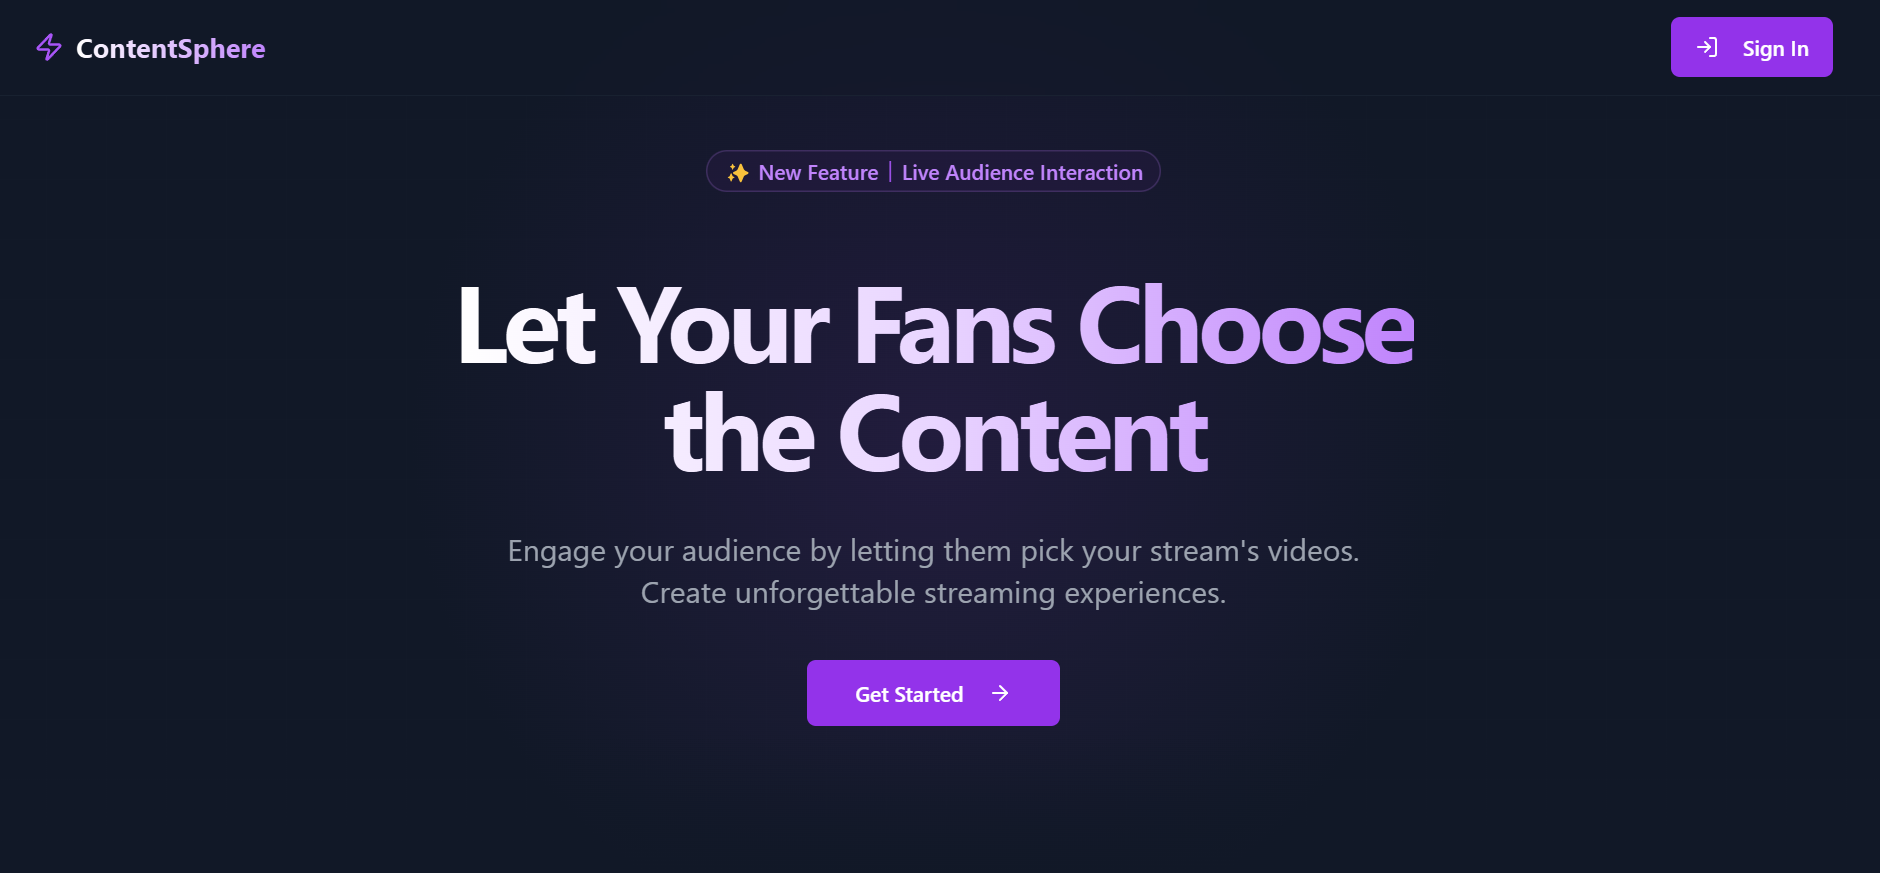 ContentSphere
Sign In
✨ New Feature | Live Audience Interaction
Let Your Fans Choose
the Content
Engage your audience by letting them pick your stream's videos.
Create unforgettable streaming experiences.
Get Started →